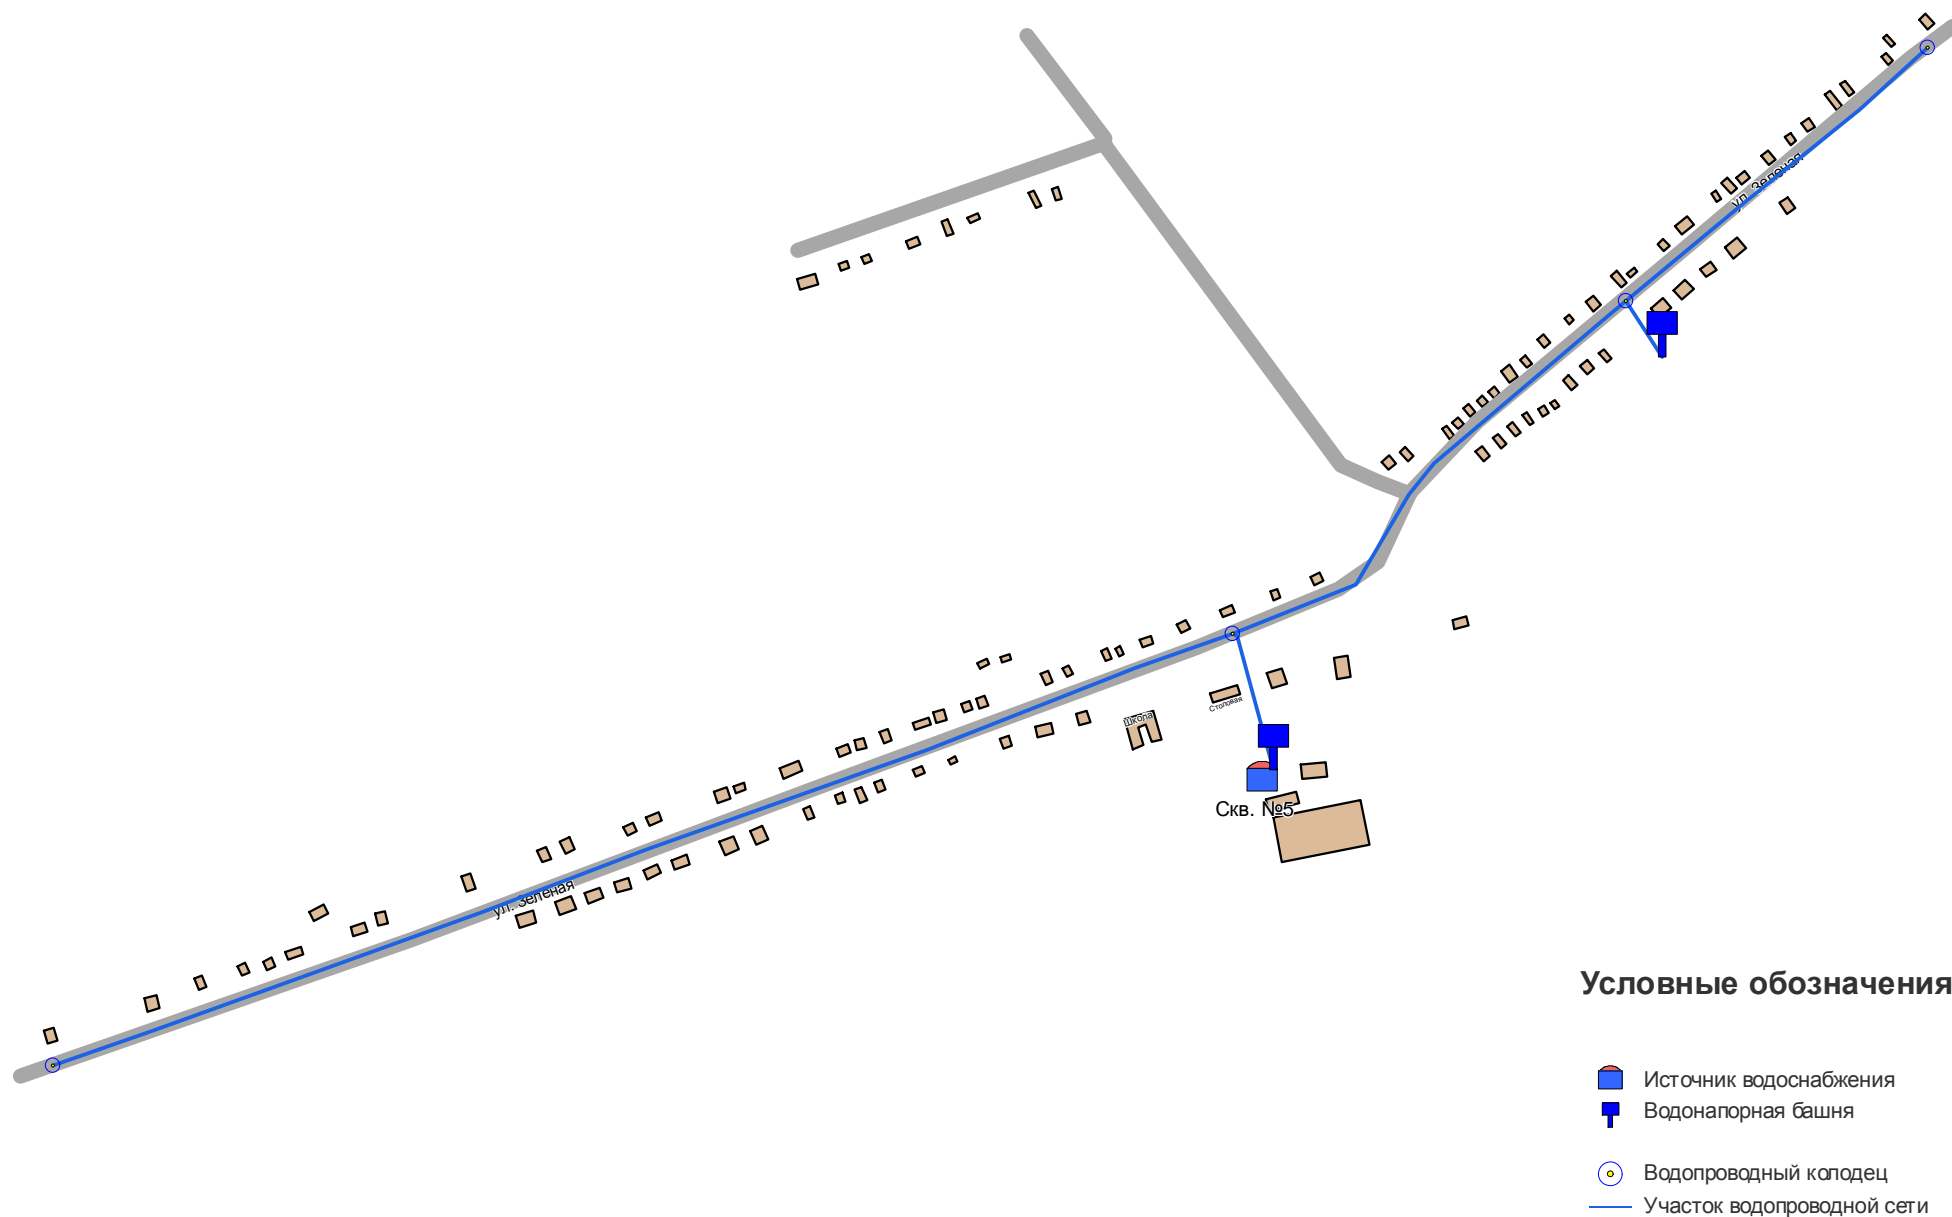 ул. Зеленая
Столовая
Школа
Скв. №5
ул. Зеленая
Условные обозначения
Источник водоснабжения
Водонапорная башня
Водопроводный колодец
Участок водопроводной сети